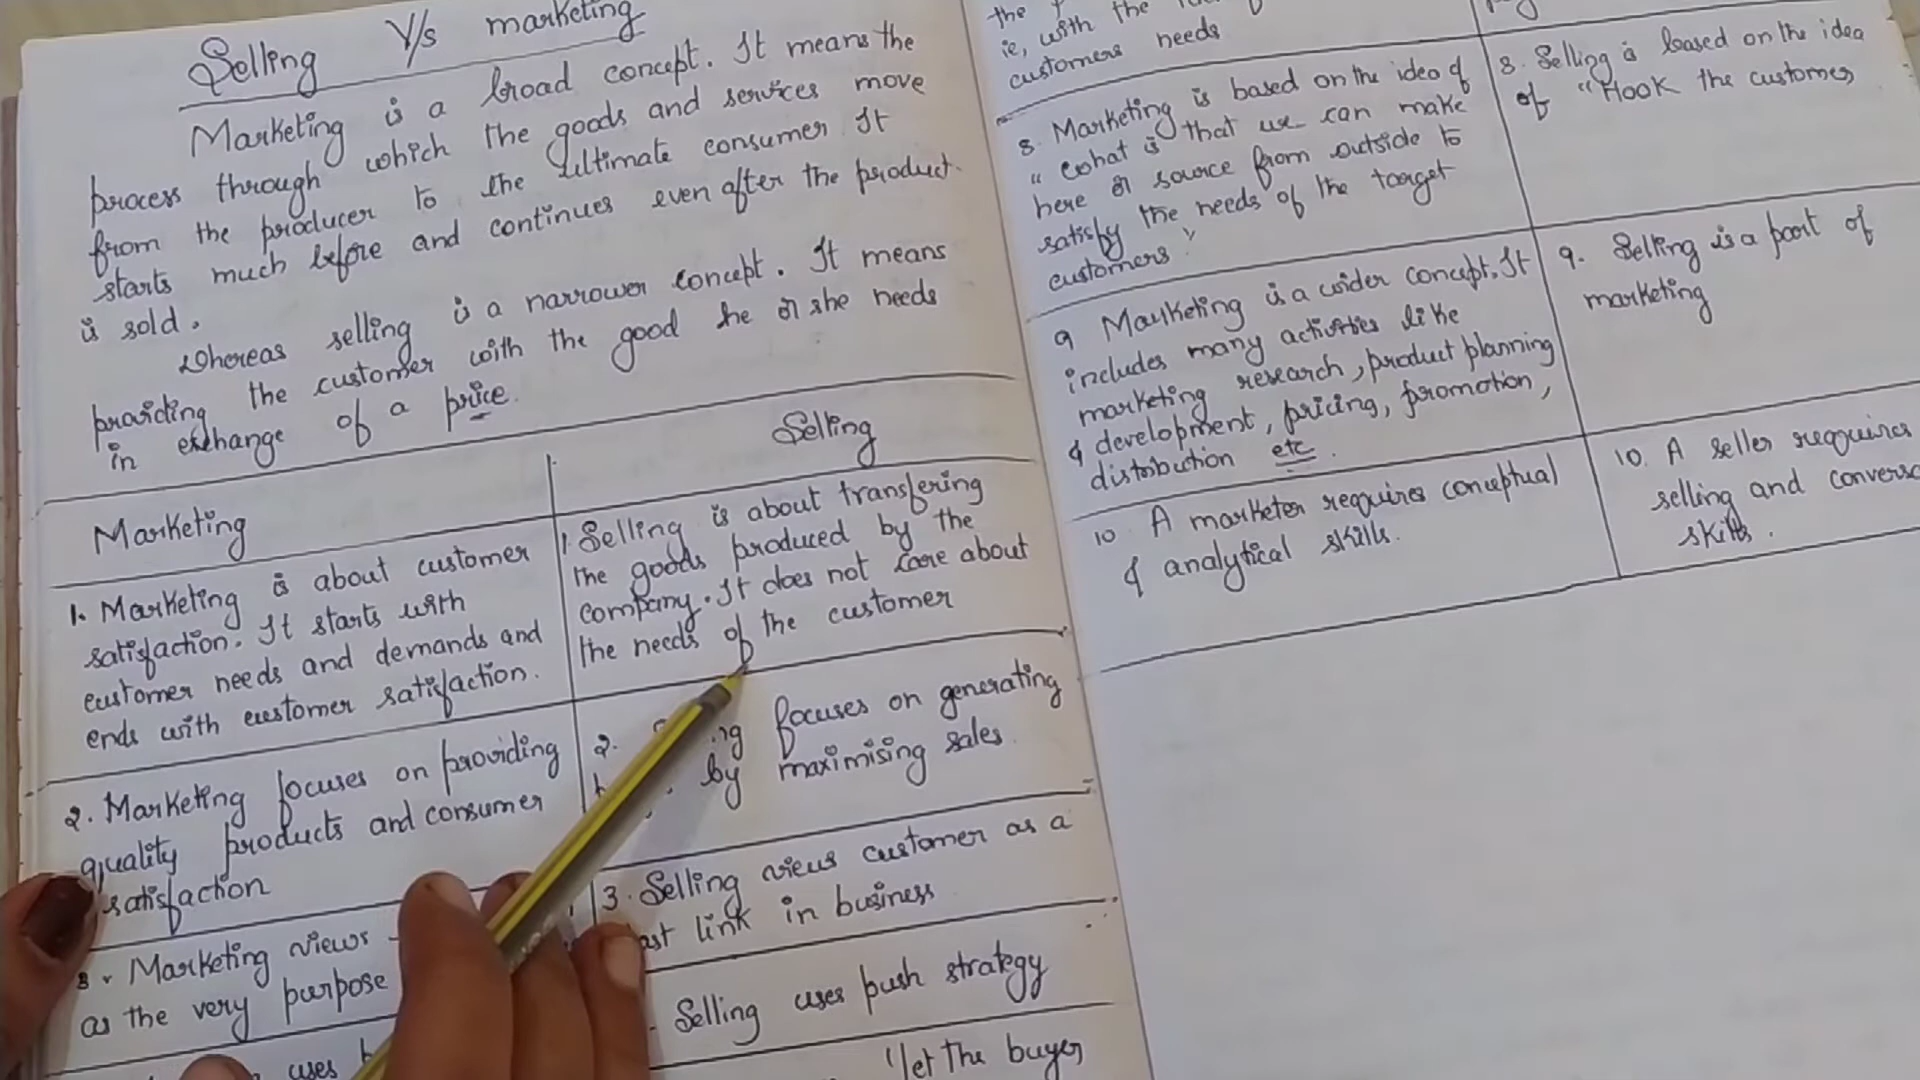 Selling V/s marketing
Marketing is a broad concept. It means the
process through which the goods and services move
from the producer to the ultimate consumer It
starts much before and continues even after the product
is sold.
Whereas selling is a narrower concept. It means
providing the customer with the good he or she needs
in exchange of a price.
Marketing
Selling
1. Marketing is about customer
satisfaction. It starts with
customer needs and demands and
ends with customer satisfaction.
1. Selling is about transfering
the goods produced by the
company. It does not care about
the needs of the customer
2. Marketing focuses on providing
quality products and consumer
satisfaction
2. focuses on generating
by maximising sales
3. Marketing views
as the very purpose
3. Selling views customer as a
last link in business
uses
Selling uses push strategy
"let the buyer
the
ie, with the
customers needs
8. Marketing is based on the idea of
"What is that we can make
here or source from outside to
satisfy the needs of the target
customers"
8. Selling is based on the idea
of "Hook the customer
9 Marketing is a wider concept. It
includes many activities like
marketing research, product planning
& development, pricing, promotion,
distribution etc.
9. Selling is a part of
marketing
10. A marketer requires conceptual
& analytical skills.
10. A seller requires
selling and conversa
skills.